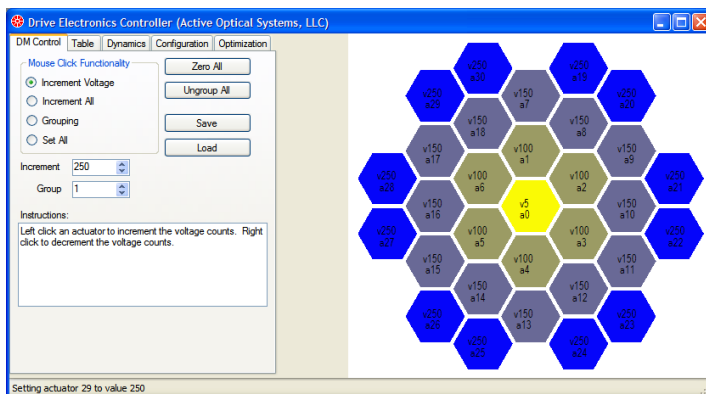 Drive Electronics Controller (Active Optical Systems, LLC)
DM Control Table Dynamics Configuration Optimization
Mouse Click Functionality
Increment Voltage
Increment All
Grouping
Set All
Zero All
Ungroup All
Save
Load
Increment 250
Group 1
Instructions:
Left click an actuator to increment the voltage counts. Right
click to decrement the voltage counts.
v250
a30
v250
a19
v250
a29
v150
a7
v250
a20
v150
a18
v150
a8
v150
a17
v100
a1
v150
a9
v250
a28
v100
a6
v100
a2
v250
a21
v150
a16
v5
a0
v150
a10
v250
a27
v100
a5
v100
a3
v250
a22
v150
a15
v100
a4
v150
a11
v150
a14
v150
a12
v250
a26
v150
a13
v250
a23
v250
a25
v250
a24
Setting actuator 29 to value 250